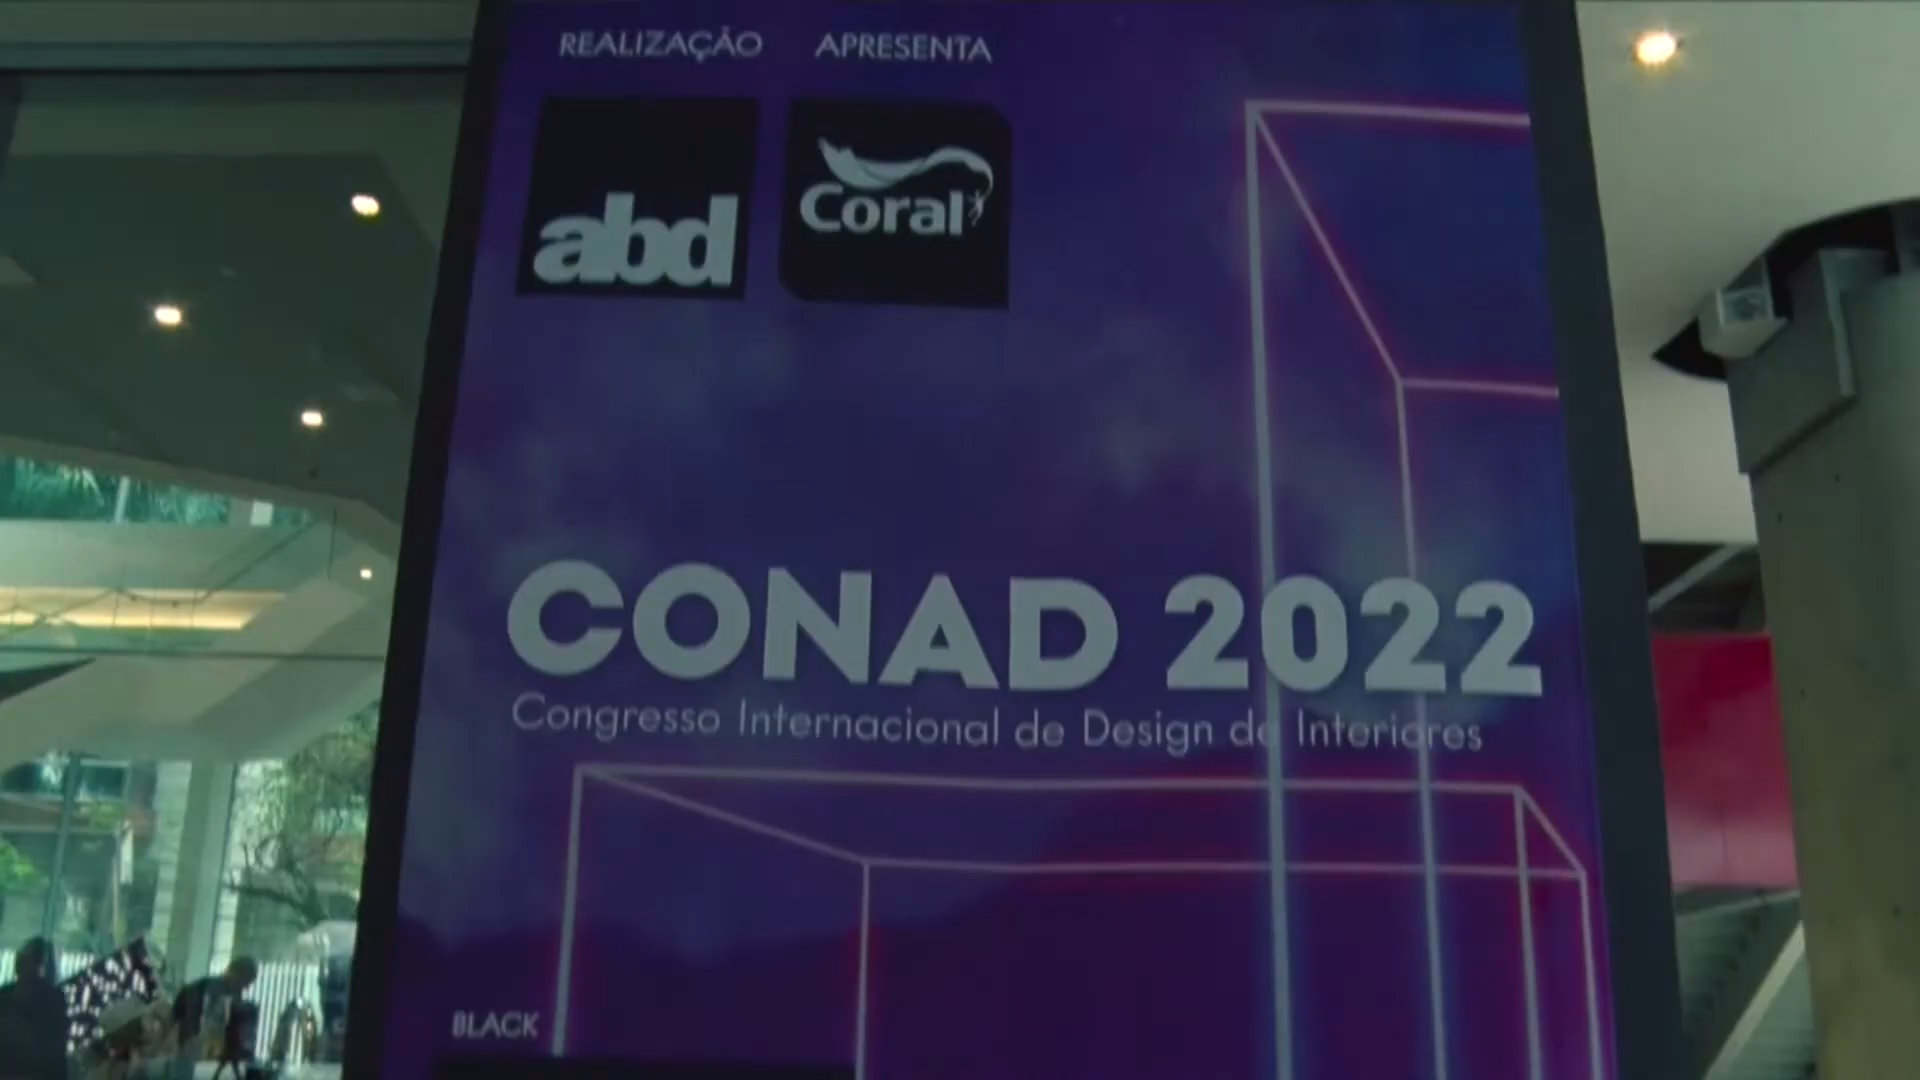 REALIZAÇÃO APRESENTA
abd Coral
CONAD 2022
Congresso Internacional de Design de Interiores
BLACK